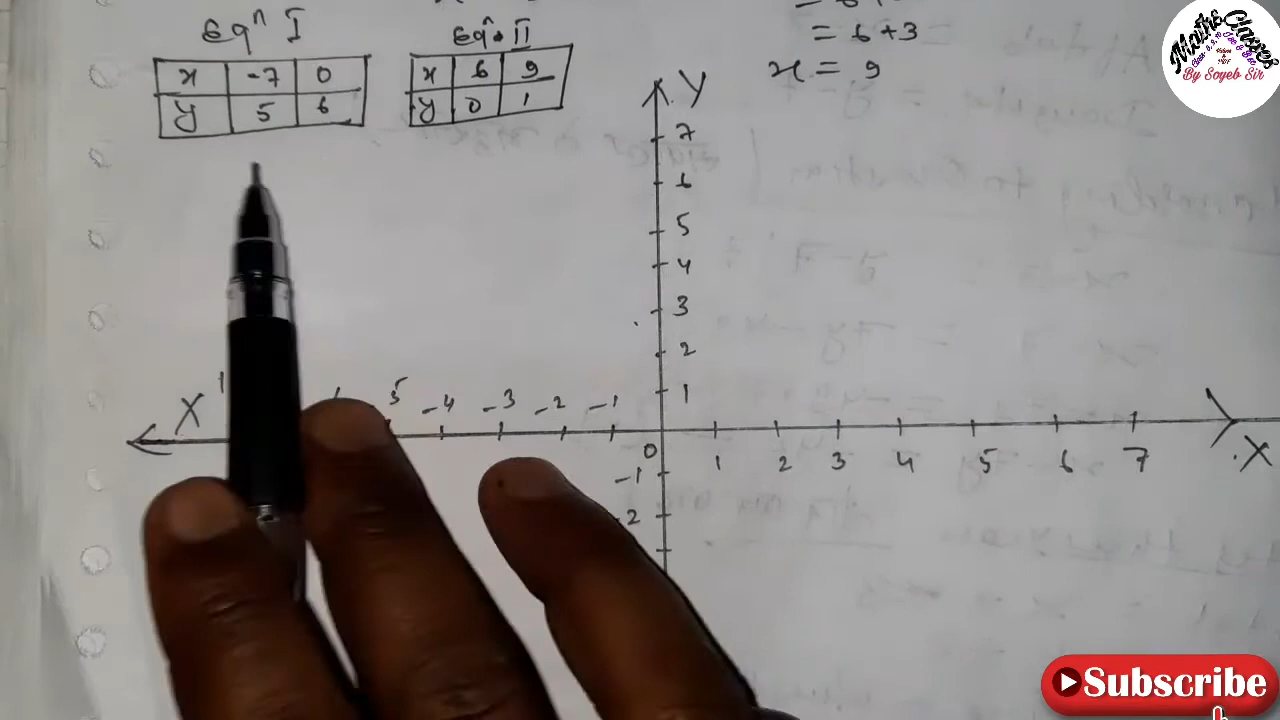 Eqⁿ I
x -7 0
y 5 6
Eqⁿ. II
x 6 9
y 0 1
= 6+3
x = 9
Maths Classes
By Soyeb Sir
Y
7
6
5
4
3
2
1
X'
5 -4 -3 -2 -1
0 1 2 3 4 5 6 7
X
-1
-2
Subscribe